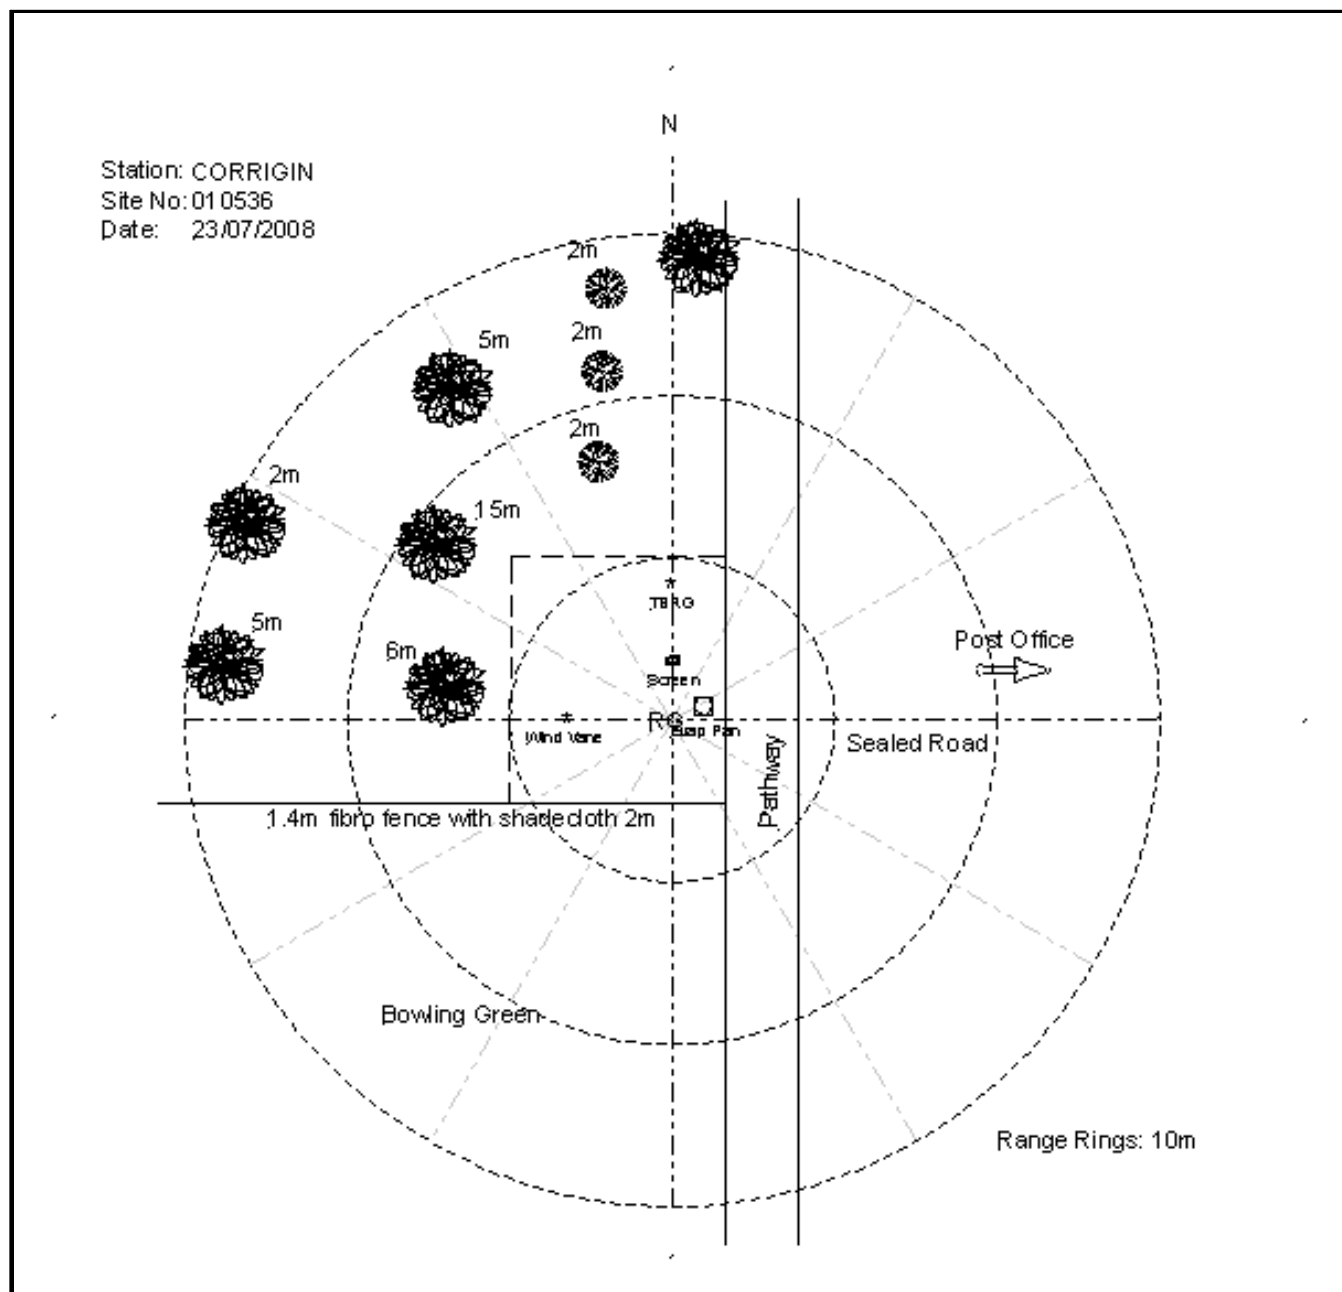 N
Station: CORRIGIN
Site No: 010536
Date: 23/07/2008
2m
5m
2m
2m
2m
15m
5m
6m
TBRG
Screen
Post Office
RG
Wind Vane
Evap Pan
Sealed Road
Pathway
1.4m fibro fence with shadecloth 2m
Bowling Green
Range Rings: 10m